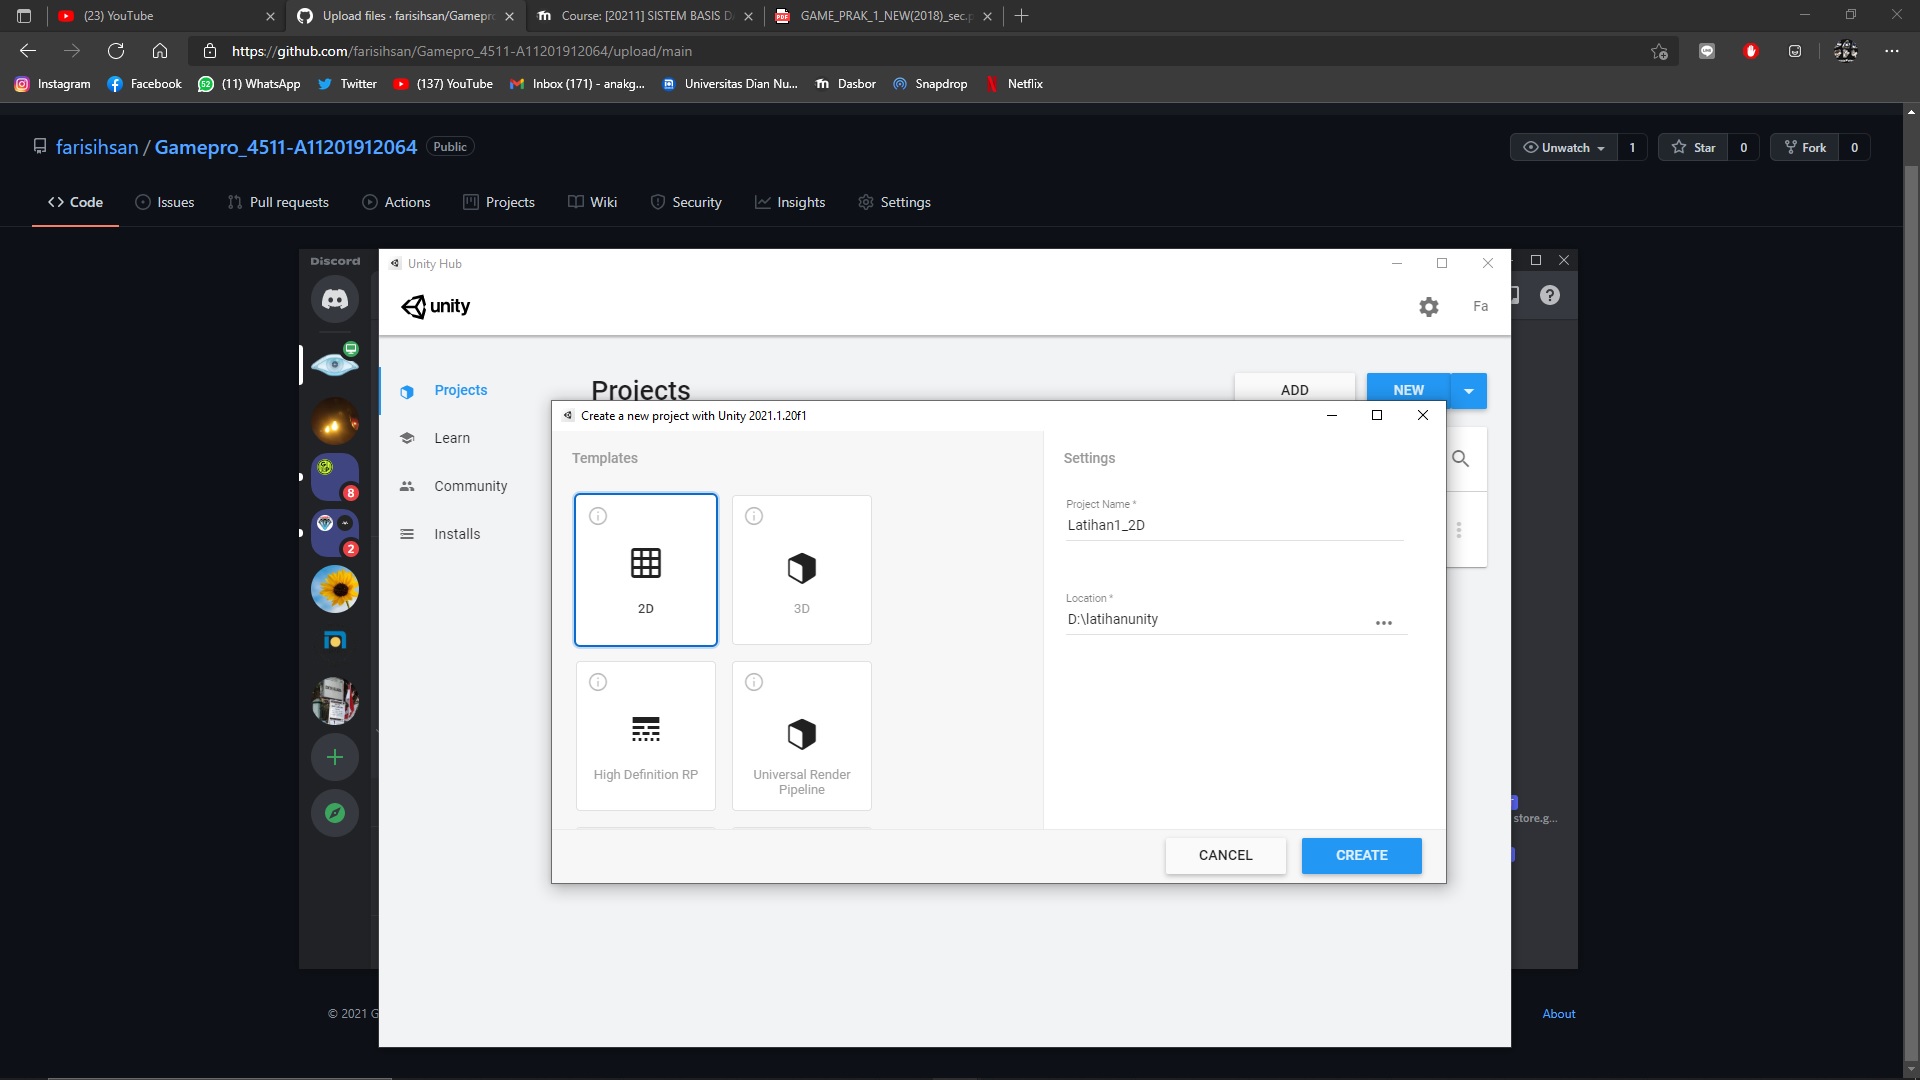 (23) YouTube
Upload files · farisihsan/Gamepro
Course: [20211] SISTEM BASIS D
GAME_PRAK_1_NEW(2018)_sec.p
https://github.com/farisihsan/Gamepro_4511-A11201912064/upload/main
Instagram
Facebook
(11) WhatsApp
Twitter
(137) YouTube
Inbox (171) - anakg...
Universitas Dian Nu...
Dasbor
Snapdrop
Netflix
farisihsan / Gamepro_4511-A11201912064 Public
Unwatch 1
Star 0
Fork 0
Code
Issues
Pull requests
Actions
Projects
Wiki
Security
Insights
Settings
Discord
8
2
Unity Hub
unity
Fa
Projects
Learn
Community
Installs
Projects
ADD
NEW
Create a new project with Unity 2021.1.20f1
Templates
2D
3D
High Definition RP
Universal Render
Pipeline
Settings
Project Name *
Latihan1_2D
Location *
D:\latihanunity
CANCEL
CREATE
store.g...
© 2021 G
About